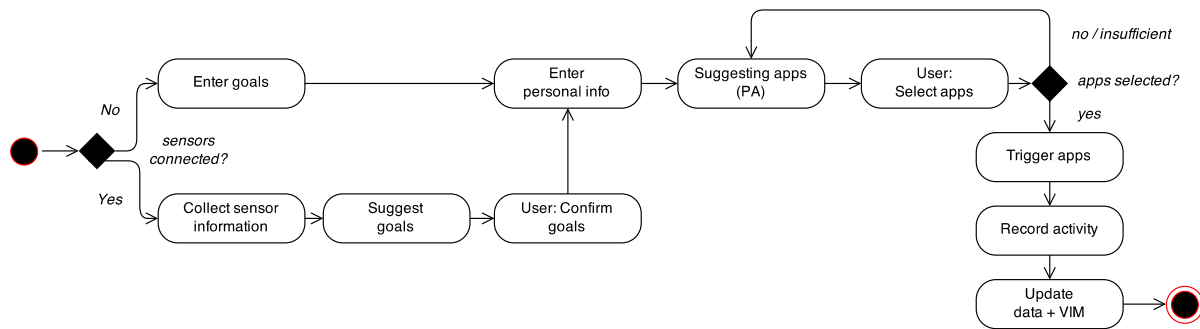 no / insufficient
Enter goals
Enter
personal info
Suggesting apps
(PA)
User:
Select apps
apps selected?
No
yes
sensors
connected?
Trigger apps
Yes
Collect sensor
information
Suggest
goals
User: Confirm
goals
Record activity
Update
data + VIM